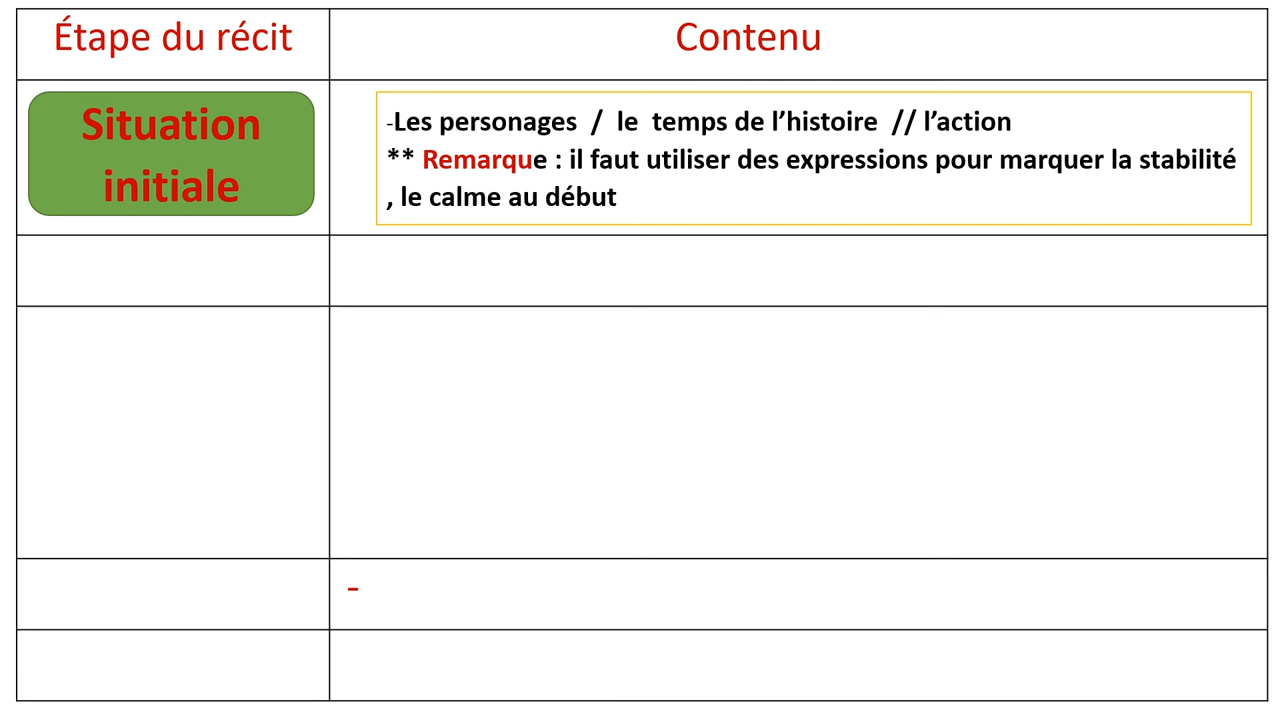 Étape du récit
Contenu
Situation
initiale
-Les personages / le temps de l’histoire // l’action
** Remarque : il faut utiliser des expressions pour marquer la stabilité
, le calme au début
-